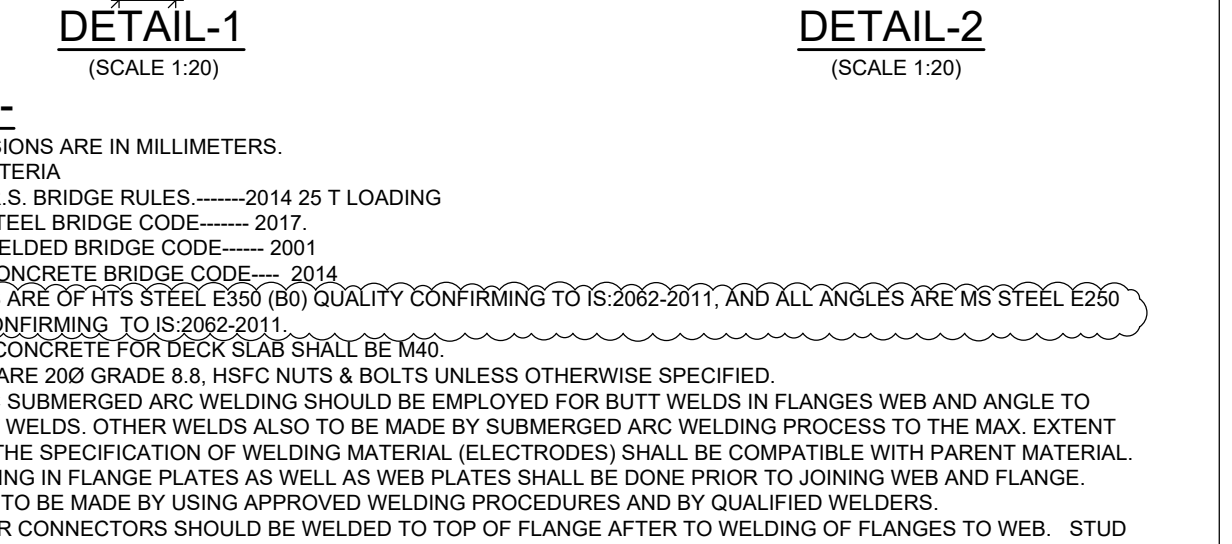 DETAIL-1
(SCALE 1:20)
DETAIL-2
(SCALE 1:20)
-
SIONS ARE IN MILLIMETERS.
TERIA
.S. BRIDGE RULES.-------2014 25 T LOADING
TEEL BRIDGE CODE------- 2017.
ELDED BRIDGE CODE------ 2001
ONCRETE BRIDGE CODE---- 2014
ARE OF HTS STEEL E350 (B0) QUALITY CONFIRMING TO IS:2062-2011, AND ALL ANGLES ARE MS STEEL E250
ONFIRMING TO IS:2062-2011.
CONCRETE FOR DECK SLAB SHALL BE M40.
ARE 20Ø GRADE 8.8, HSFC NUTS & BOLTS UNLESS OTHERWISE SPECIFIED.
SUBMERGED ARC WELDING SHOULD BE EMPLOYED FOR BUTT WELDS IN FLANGES WEB AND ANGLE TO
WELDS. OTHER WELDS ALSO TO BE MADE BY SUBMERGED ARC WELDING PROCESS TO THE MAX. EXTENT
THE SPECIFICATION OF WELDING MATERIAL (ELECTRODES) SHALL BE COMPATIBLE WITH PARENT MATERIAL.
ING IN FLANGE PLATES AS WELL AS WEB PLATES SHALL BE DONE PRIOR TO JOINING WEB AND FLANGE.
TO BE MADE BY USING APPROVED WELDING PROCEDURES AND BY QUALIFIED WELDERS.
R CONNECTORS SHOULD BE WELDED TO TOP OF FLANGE AFTER TO WELDING OF FLANGES TO WEB. STUD